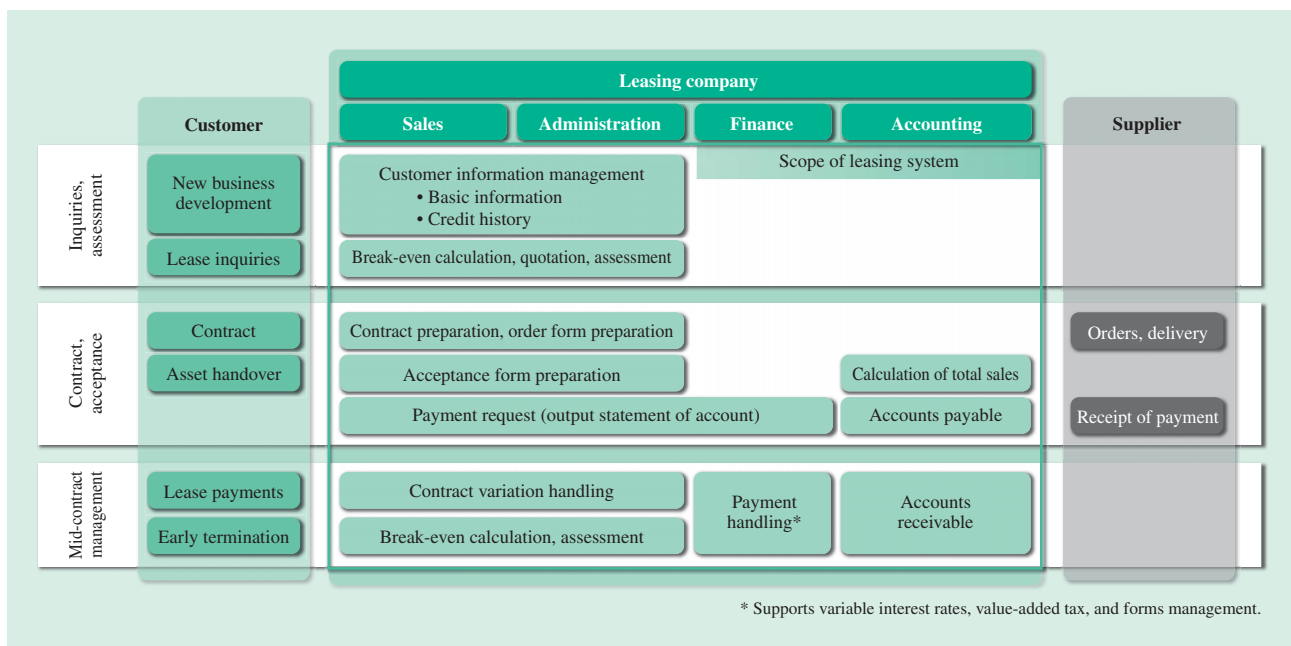 Leasing company
Customer
Sales
Administration
Finance
Accounting
Supplier
Inquiries,
assessment
New business
development
Customer information management
• Basic information
• Credit history
Scope of leasing system
Lease inquiries
Break-even calculation, quotation, assessment
Contract,
acceptance
Contract
Contract preparation, order form preparation
Orders, delivery
Asset handover
Acceptance form preparation
Calculation of total sales
Payment request (output statement of account)
Accounts payable
Receipt of payment
Mid-contract
management
Lease payments
Contract variation handling
Payment
handling*
Accounts
receivable
Early termination
Break-even calculation, assessment
* Supports variable interest rates, value-added tax, and forms management.